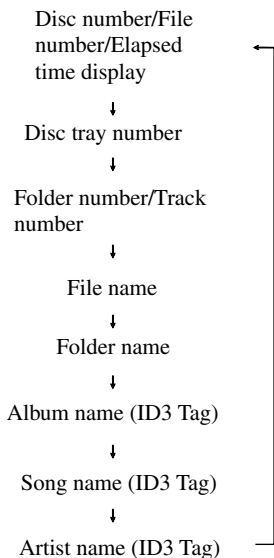 Disc number/File
number/Elapsed
time display
Disc tray number
Folder number/Track
number
File name
Folder name
Album name (ID3 Tag)
Song name (ID3 Tag)
Artist name (ID3 Tag)